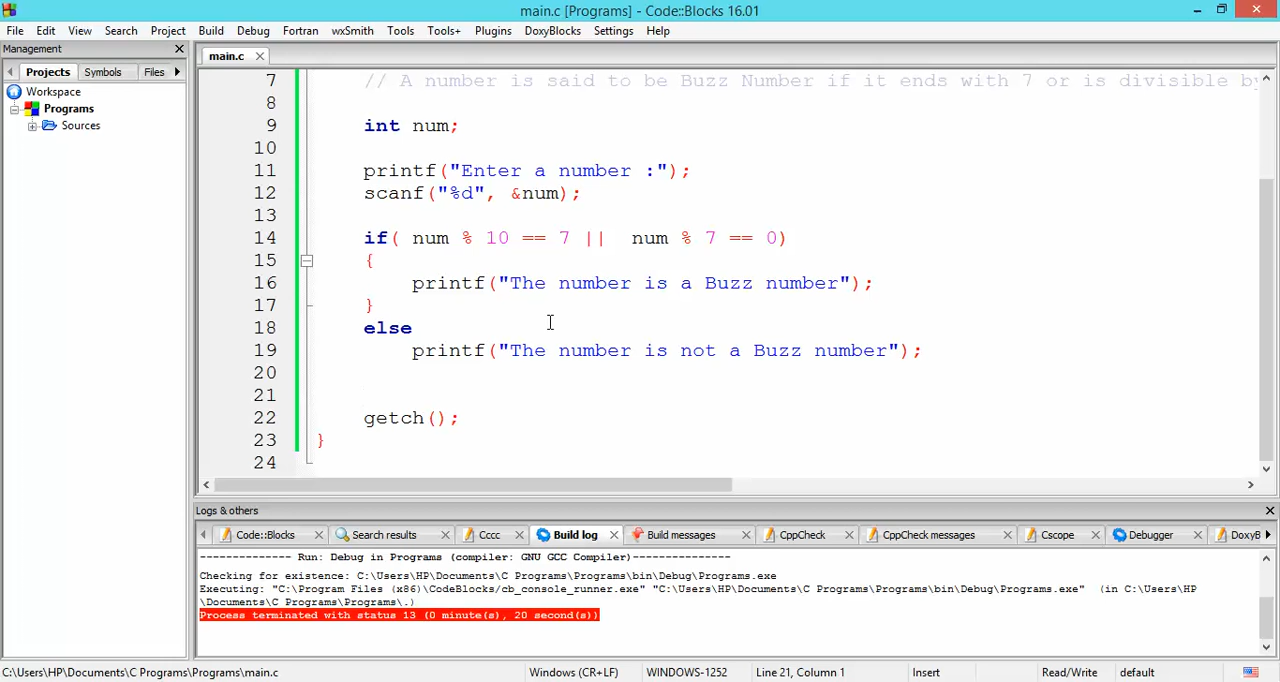 main.c [Programs] - Code::Blocks 16.01
File Edit View Search Project Build Debug Fortran wxSmith Tools Tools+ Plugins DoxyBlocks Settings Help
Management
main.c
Projects Symbols Files
Workspace
Programs
Sources
7 // A number is said to be Buzz Number if it ends with 7 or is divisible by
8
9 int num;
10
11 printf("Enter a number :");
12 scanf("%d", &num);
13
14 if( num % 10 == 7 || num % 7 == 0)
15 {
16 printf("The number is a Buzz number");
17 }
18 else
19 printf("The number is not a Buzz number");
20
21
22 getch();
23 }
24
Logs & others
Code::Blocks Search results Cccc Build log Build messages CppCheck CppCheck messages Cscope Debugger DoxyB
-------------- Run: Debug in Programs (compiler: GNU GCC Compiler)---------------
Checking for existence: C:\Users\HP\Documents\C Programs\Programs\bin\Debug\Programs.exe
Executing: "C:\Program Files (x86)\CodeBlocks/cb_console_runner.exe" "C:\Users\HP\Documents\C Programs\Programs\bin\Debug\Programs.exe"  (in C:\Users\HP
\Documents\C Programs\Programs\.)
Process terminated with status 13 (0 minute(s), 20 second(s))
C:\Users\HP\Documents\C Programs\Programs\main.c Windows (CR+LF) WINDOWS-1252 Line 21, Column 1 Insert Read/Write default